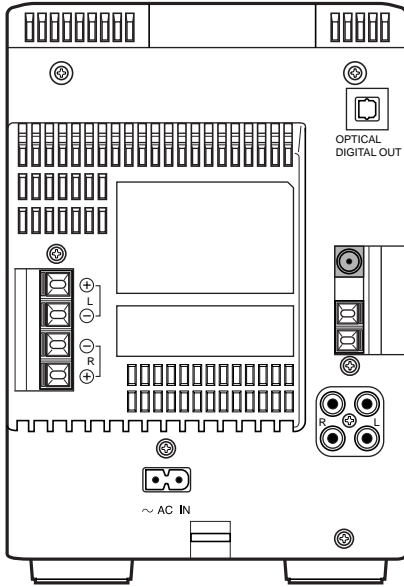 OPTICAL
DIGITAL OUT
+
L
−
−
R
+
R L
~ AC IN